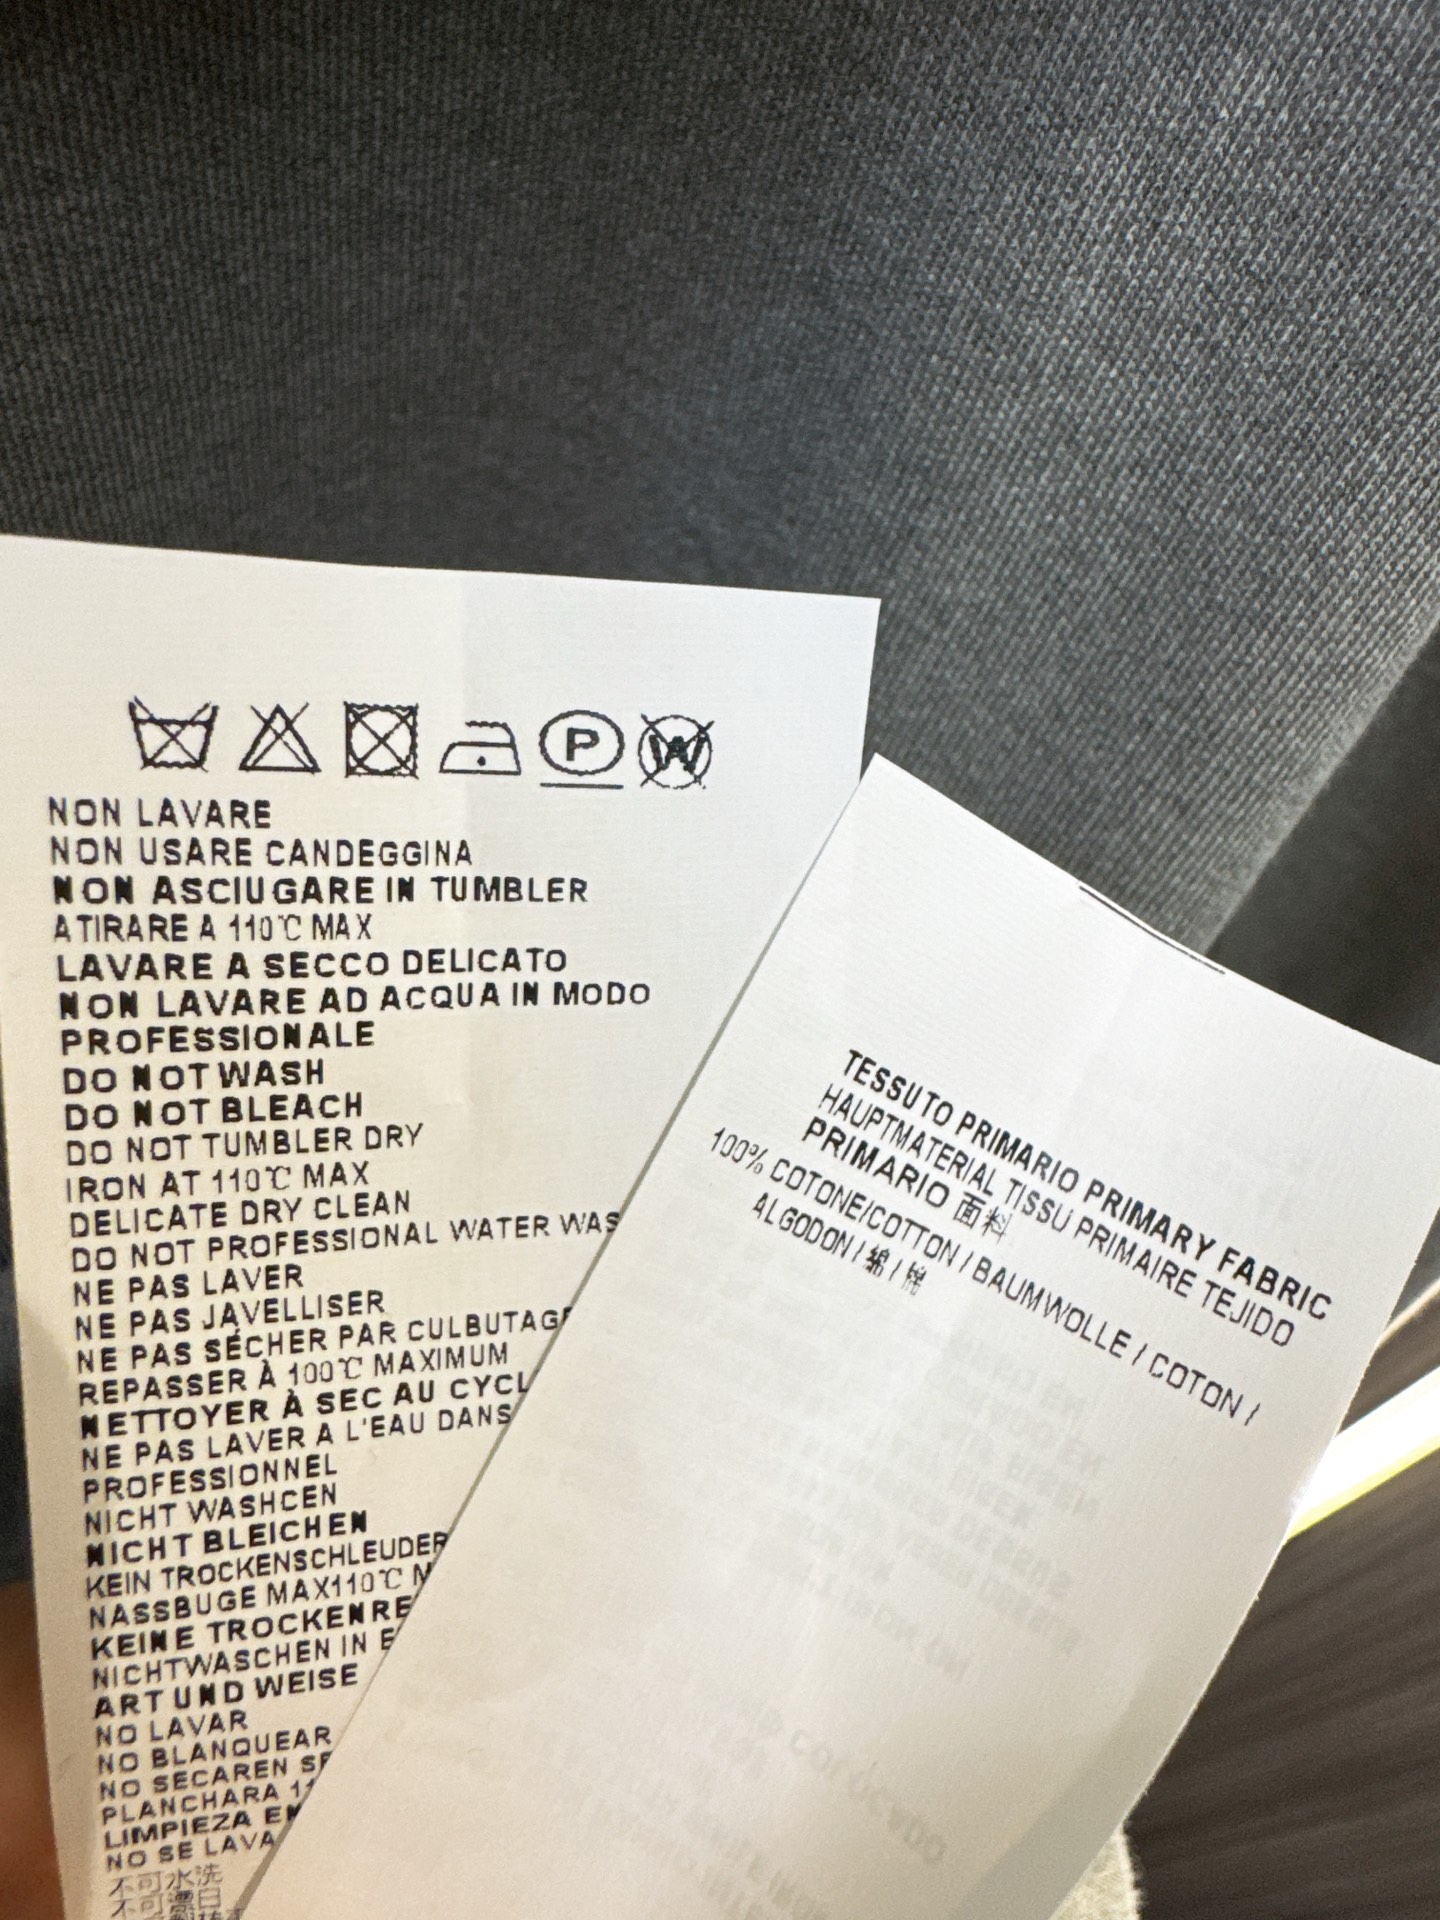 P
W
NON LAVARE
NON USARE CANDEGGINA
NON ASCIUGARE IN TUMBLER
ATIRARE A 110℃ MAX
LAVARE A SECCO DELICATO
NON LAVARE AD ACQUA IN MODO
PROFESSIONALE
DO NOT WASH
DO NOT BLEACH
DO NOT TUMBLER DRY
IRON AT 110℃ MAX
DELICATE DRY CLEAN
DO NOT PROFESSIONAL WATER WAS
NE PAS LAVER
NE PAS JAVELLISER
NE PAS SÉCHER PAR CULBUTAG
REPASSER À 100℃ MAXIMUM
NETTOYER À SEC AU CYCL
NE PAS LAVER A L'EAU DANS
PROFESSIONNEL
NICHT WASHCEN
NICHT BLEICHEN
KEIN TROCKENSCHLEUDER
NASSBUGE MAX110℃ M
KEINE TROCKENRE
NICHTWASCHEN IN E
ART UND WEISE
NO LAVAR
NO BLANQUEAR
NO SECAREN SE
PLANCHARA 11
LIMPIEZA EN
NO SE LAVA
不可水洗
不可漂白
TESSUTO PRIMARIO PRIMARY FABRIC
HAUPTMATERIAL TISSU PRIMAIRE TEJIDO
PRIMARIO 面料
100% COTONE/COTTON / BAUMWOLLE / COTON /
ALGODON / 綿 / 棉